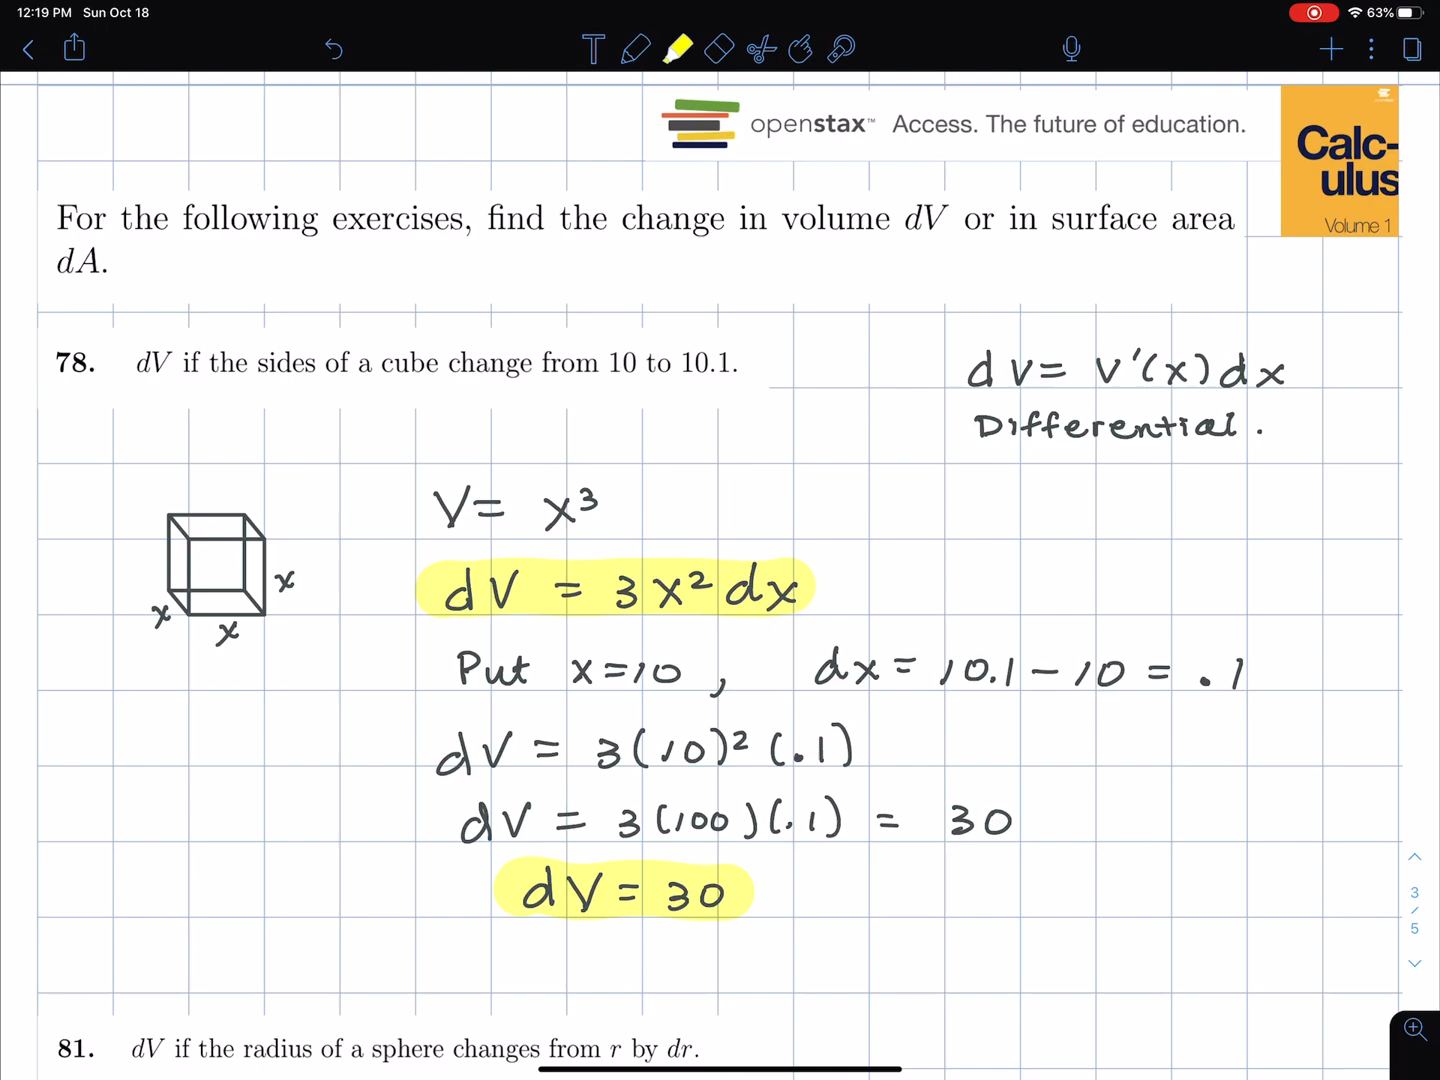 12:19 PM Sun Oct 18
63%
openstax™ Access. The future of education.
Calc-
ulus
Volume 1
For the following exercises, find the change in volume dV or in surface area
dA.
78. dV if the sides of a cube change from 10 to 10.1.
dv = v'(x)dx
Differential.
V = x³
dV = 3x²dx
x
x
x
Put x=10, dx = 10.1 - 10 = .1
dV = 3(10)²(.1)
dV = 3(100)(.1) = 30
dV = 30
3
/
5
81. dV if the radius of a sphere changes from r by dr.